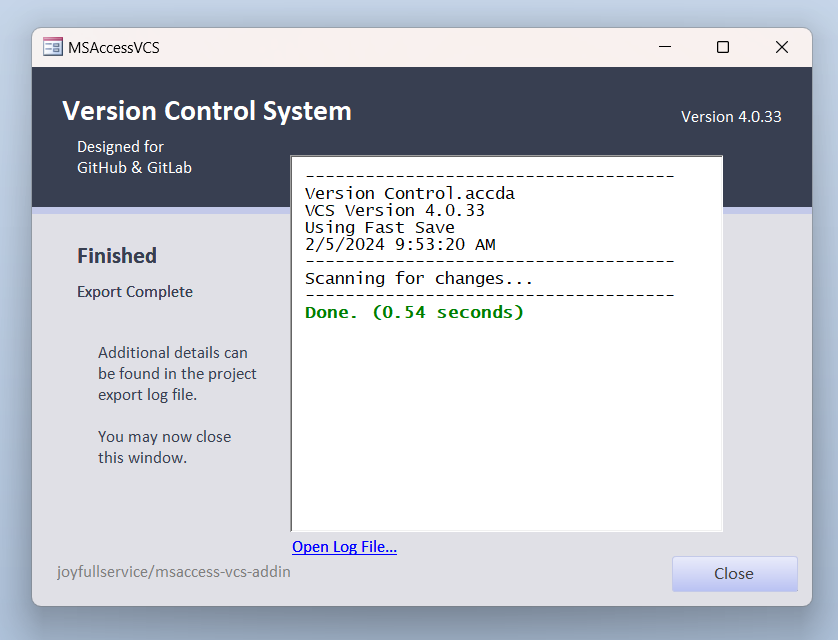 MSAccessVCS
Version Control System
Version 4.0.33
Designed for
GitHub & GitLab
-------------------------------------
Version Control.accda
VCS Version 4.0.33
Using Fast Save
2/5/2024 9:53:20 AM
-------------------------------------
Scanning for changes...
-------------------------------------
Done. (0.54 seconds)
Finished
Export Complete
Additional details can
be found in the project
export log file.
You may now close
this window.
Open Log File...
joyfullservice/msaccess-vcs-addin
Close